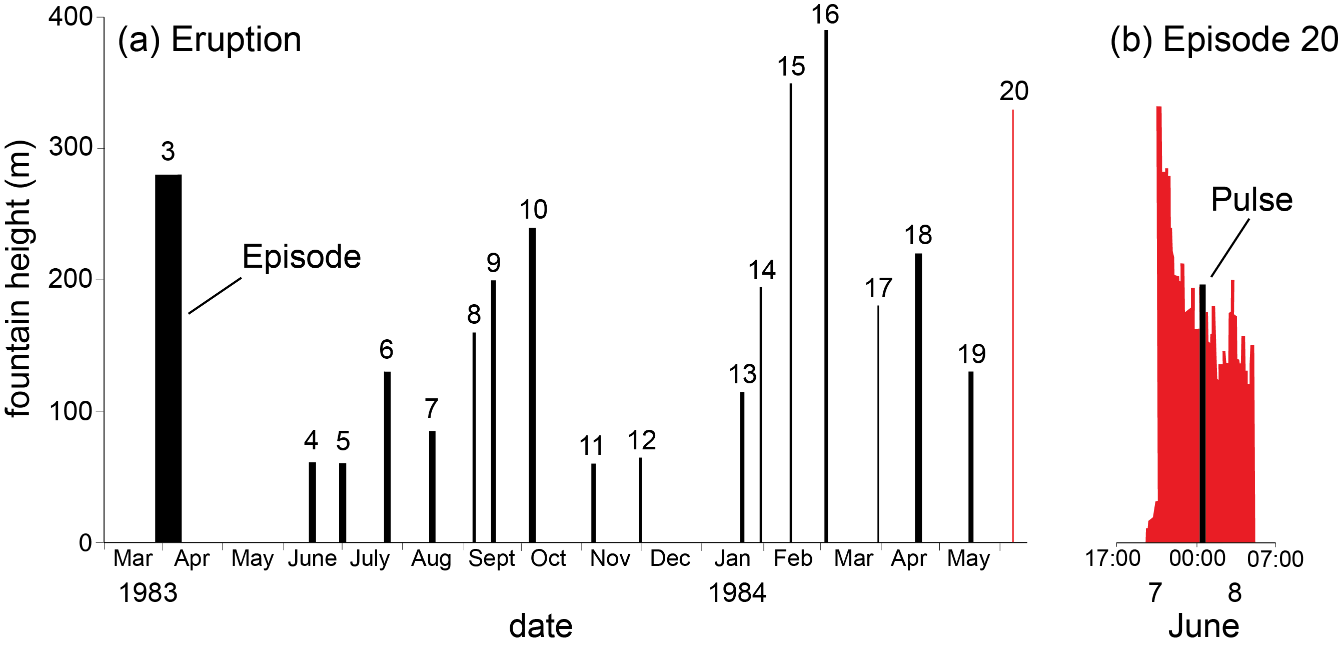 (a) Eruption
fountain height (m)
400
300
200
100
0
3
4
5
6
7
8
9
10
11
12
13
14
15
16
17
18
19
20
Episode
Mar Apr May June July Aug Sept Oct Nov Dec Jan Feb Mar Apr May
1983 1984
date
(b) Episode 20
Pulse
17:00 00:00 07:00
7 8
June